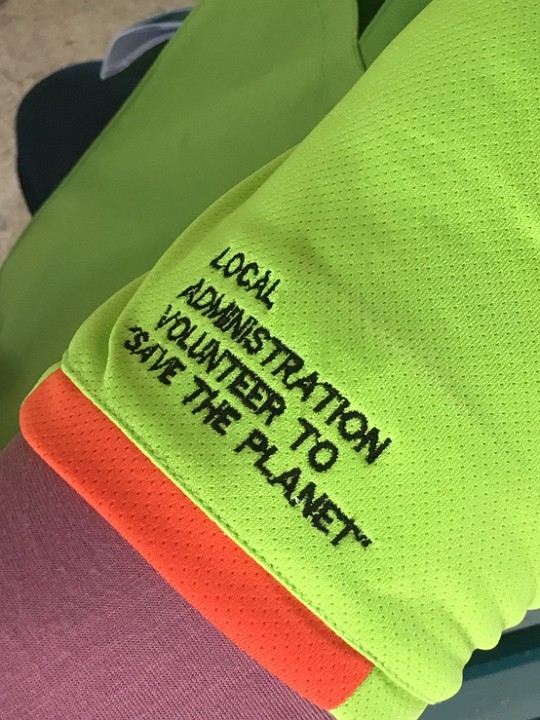 LOCAL
ADMINISTRATION
VOLUNTEER TO
"SAVE THE PLANET"